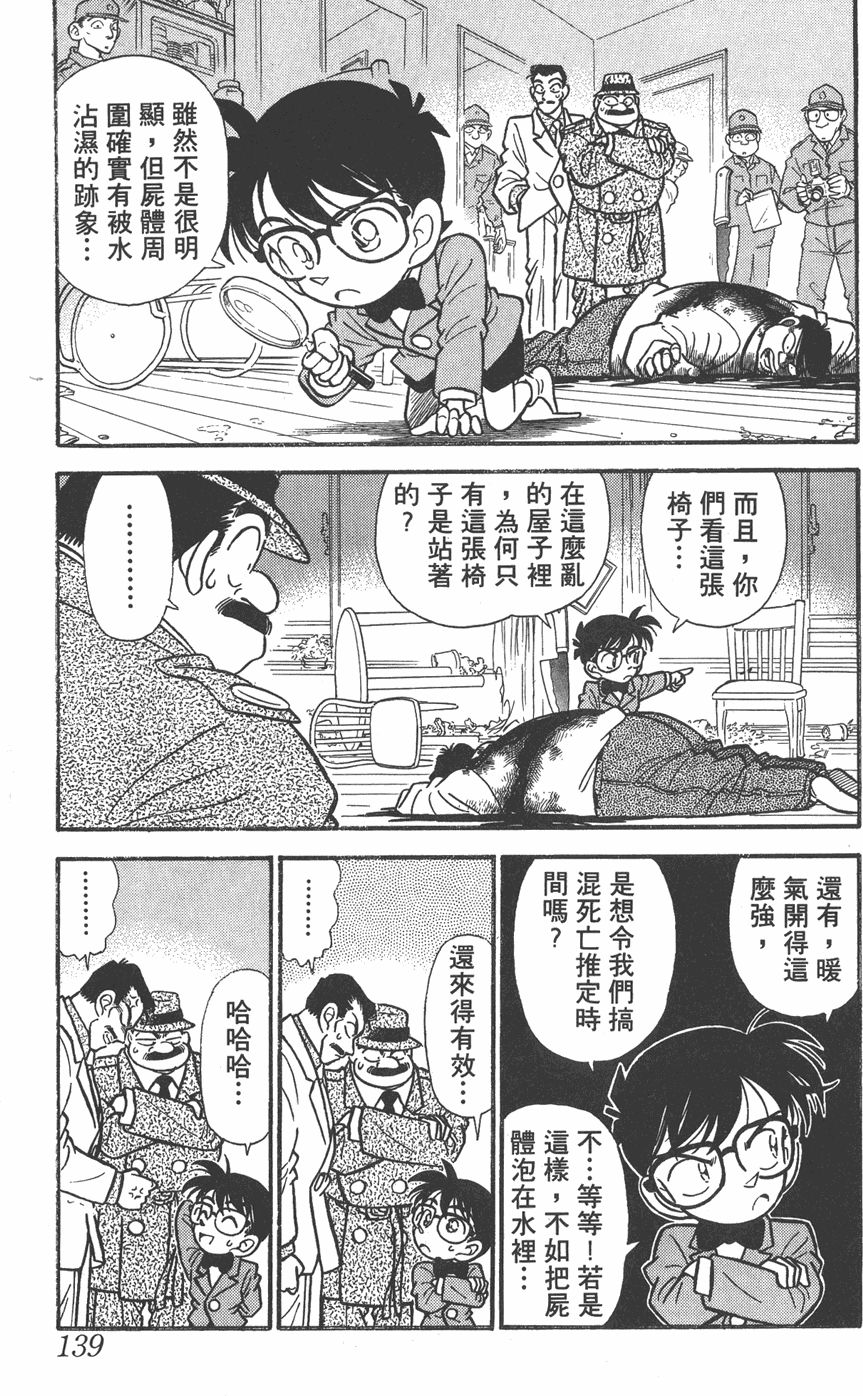 雖然不是很明
顯，但屍體周
圍確實有被水
沾濕的跡象…
而且，你
們看這張
椅子…
在這麼亂
的屋子裡
，為何只
有這張椅
子是站著
的？
………
還有，暖
氣開得這
麼強，
是想令我們搞
混死亡推定時
間嗎？
不…等等！若是
這樣，不如把屍
體泡在水裡…
還來得有效…
……
哈哈哈…
……
139